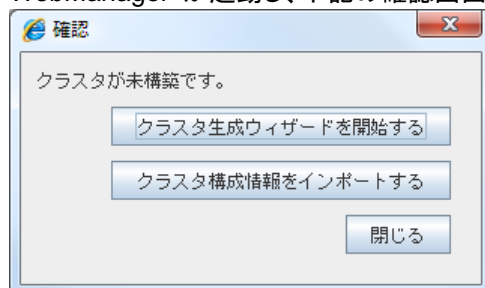 確認
クラスタが未構築です。
クラスタ生成ウィザードを開始する
クラスタ構成情報をインポートする
閉じる